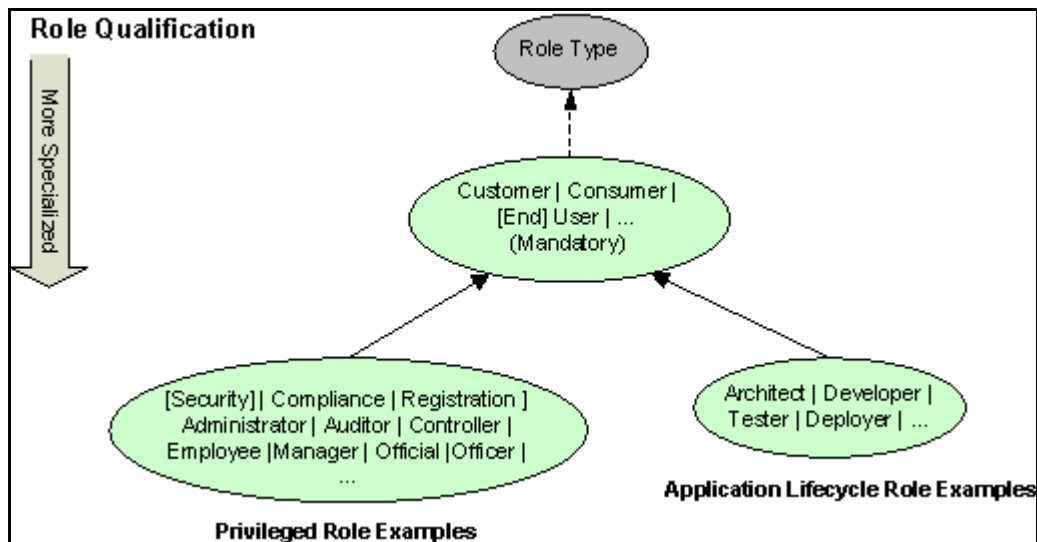 Role Qualification
Role Type
More Specialized
Customer | Consumer |
[End] User | ...
(Mandatory)
[Security] | Compliance | Registration ]
Administrator | Auditor | Controller |
Employee |Manager | Official |Officer |
...
Architect | Developer |
Tester | Deployer | ...
Application Lifecycle Role Examples
Privileged Role Examples